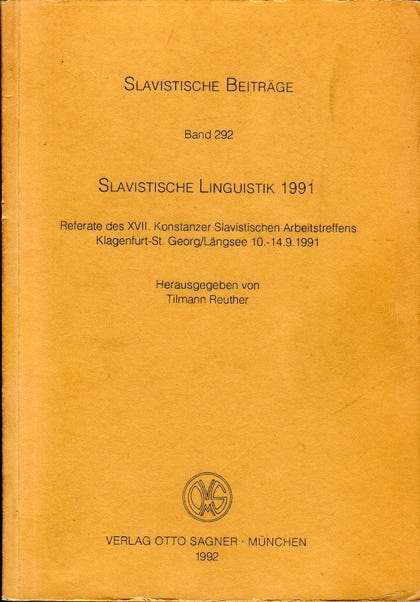 SLAVISTISCHE BEITRÄGE
Band 292
SLAVISTISCHE LINGUISTIK 1991
Referate des XVII. Konstanzer Slavistischen Arbeitstreffens
Klagenfurt-St. Georg/Längsee 10.-14.9.1991
Herausgegeben von
Tilmann Reuther
VERLAG OTTO SAGNER · MÜNCHEN
1992